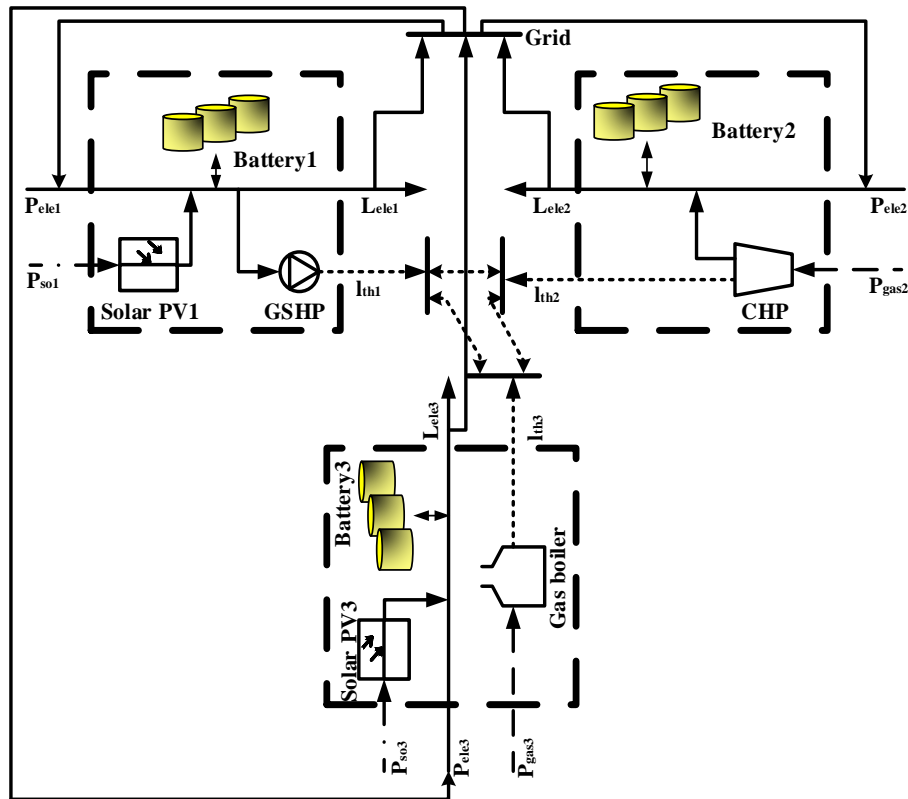 Grid
Battery1
Battery2
Pele1
Lele1
Lele2
Pele2
Pso1
Solar PV1
GSHP
lth1
lth2
CHP
Pgas2
Lele3
lth3
Battery3
Solar PV3
Gas boiler
Pso3
Pele3
Pgas3